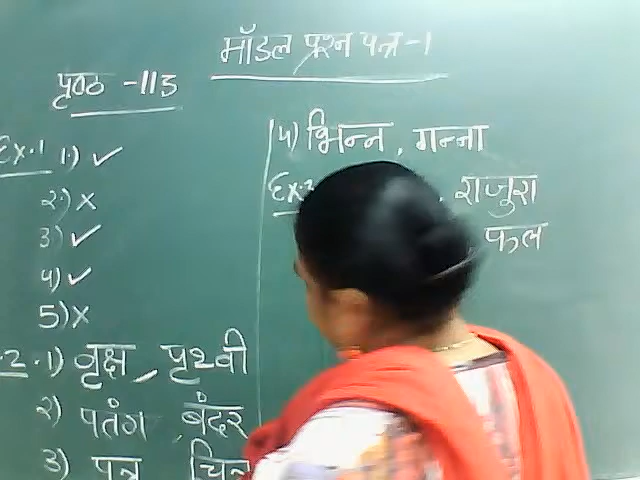 मॉडल प्रश्न पत्र-1
पृष्ठ -113
Ex.1 1.) ✓
2.) x
3) ✓
4) ✓
5) x
.2.1) वृक्ष, पृथ्वी
2) पतंग, बंदर
3) पत्र चित्र
4) भिन्न, गन्ना
Ex.
, राजुरा
, फल